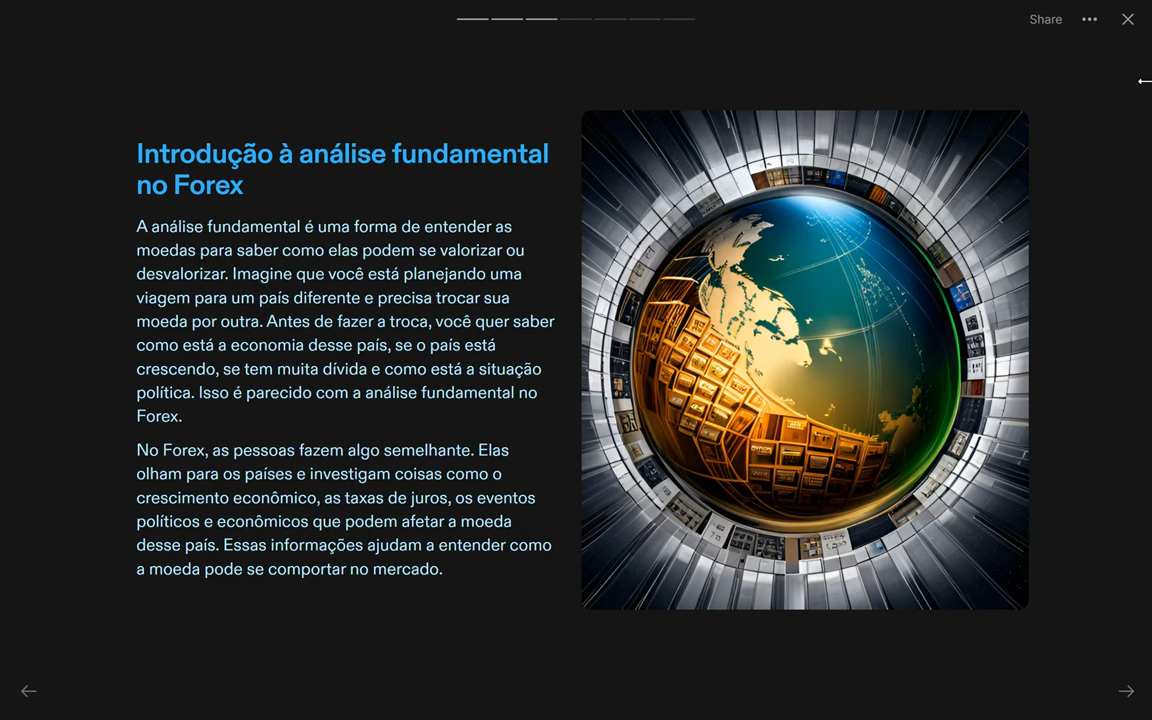 Share
Introdução à análise fundamental
no Forex
A análise fundamental é uma forma de entender as
moedas para saber como elas podem se valorizar ou
desvalorizar. Imagine que você está planejando uma
viagem para um país diferente e precisa trocar sua
moeda por outra. Antes de fazer a troca, você quer saber
como está a economia desse país, se o país está
crescendo, se tem muita dívida e como está a situação
política. Isso é parecido com a análise fundamental no
Forex.
No Forex, as pessoas fazem algo semelhante. Elas
olham para os países e investigam coisas como o
crescimento econômico, as taxas de juros, os eventos
políticos e econômicos que podem afetar a moeda
desse país. Essas informações ajudam a entender como
a moeda pode se comportar no mercado.